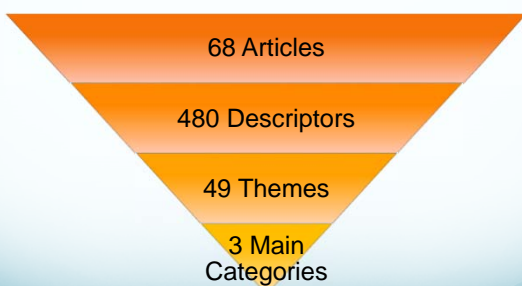 68 Articles
480 Descriptors
49 Themes
3 Main
Categories